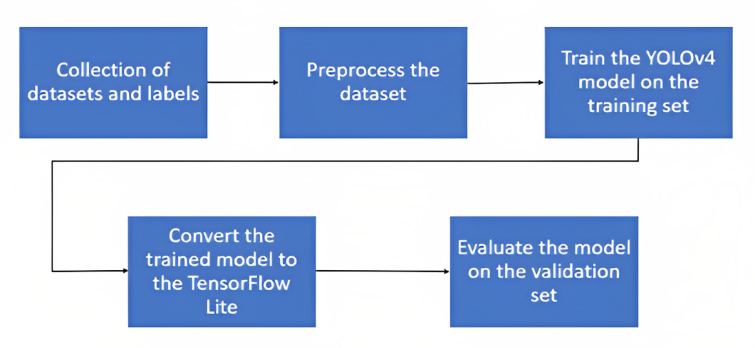 Collection of
datasets and labels
Preprocess the
dataset
Train the YOLOv4
model on the
training set
Convert the
trained model to
the TensorFlow
Lite
Evaluate the model
on the validation
set